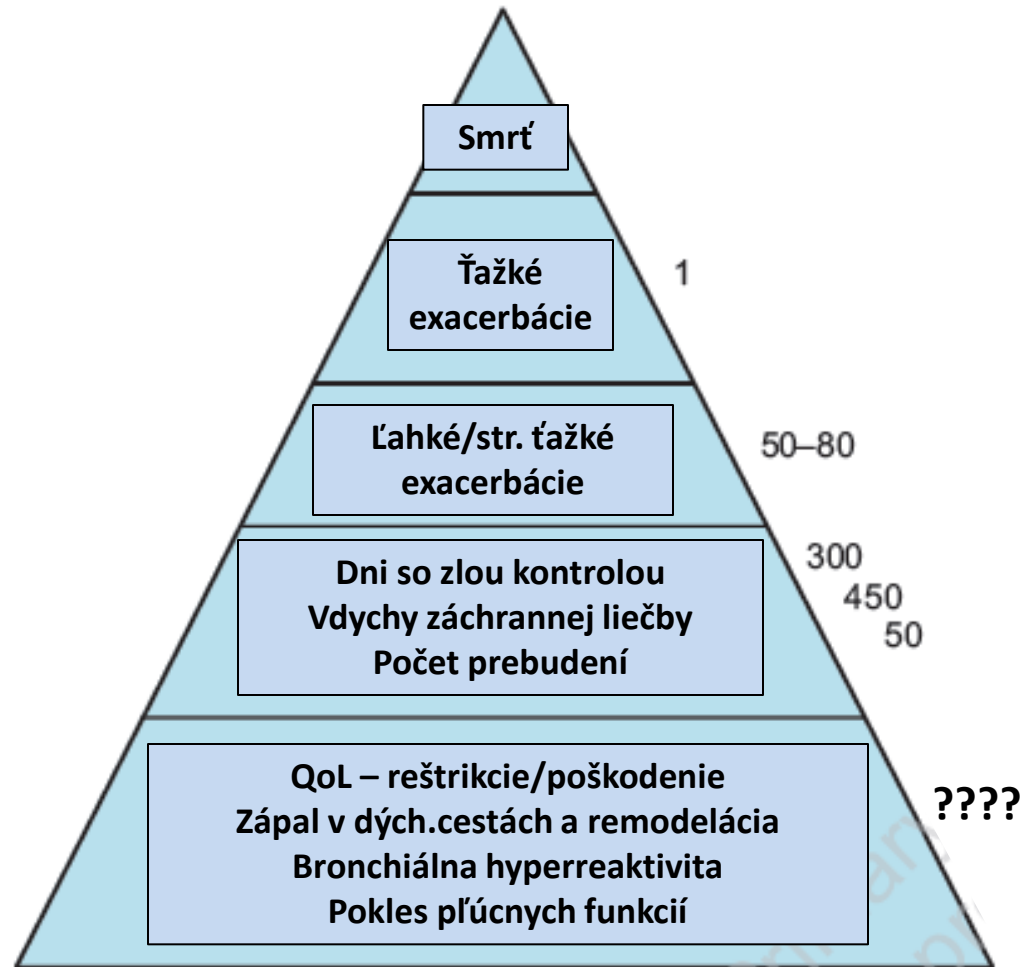 Smrť
Ťažké
exacerbácie
1
Ľahké/str. ťažké
exacerbácie
50–80
Dni so zlou kontrolou
Vdychy záchrannej liečby
Počet prebudení
300
450
50
QoL – reštrikcie/poškodenie
Zápal v dých.cestách a remodelácia
Bronchiálna hyperreaktivita
Pokles pľúcnych funkcií
????